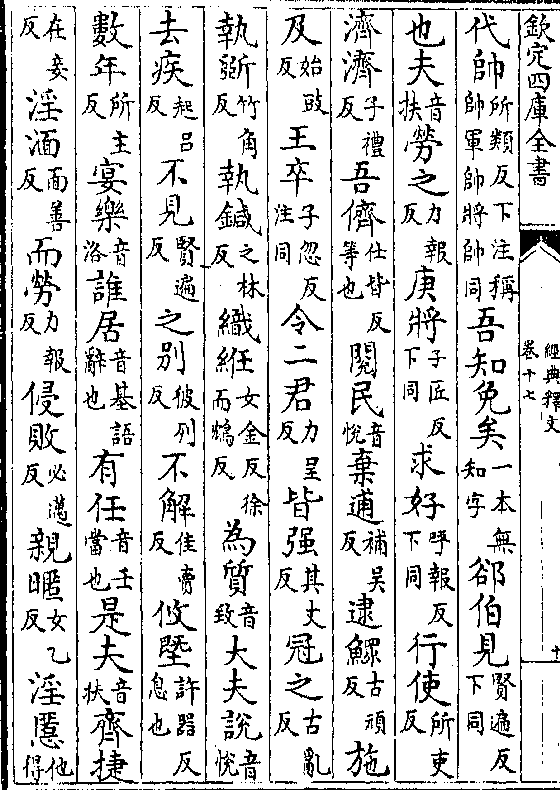 欽定四庫全書
代帥所類反下注稱帥軍帥將帥同吾知免矣一本無知字郤伯見賢遍反下同
也夫音扶勞之力報反庚將子匠反下同求好呼報反下同行使所吏反
濟濟子禮反吾儕仕皆反等也閱民音悅棄逋補吳反逮鰥古頑反施
及始豉反王卒子忽反注同令二君力呈反皆强其丈反冠之古亂反
執斵竹角反執鍼之林反織紝女金反徐而鴆反為質音致大夫說音悅
去疾起呂反不見賢遍反之别彼列反不解佳賣反攸塈許器反息也
數年所主反宴樂音洛誰居音基語辭也有任音壬當也是夫音扶齊捷
在妾反淫湎面善反而勞力報反侵敗必邁反親暱女乙反淫慝他得
經典釋文
卷十七
十